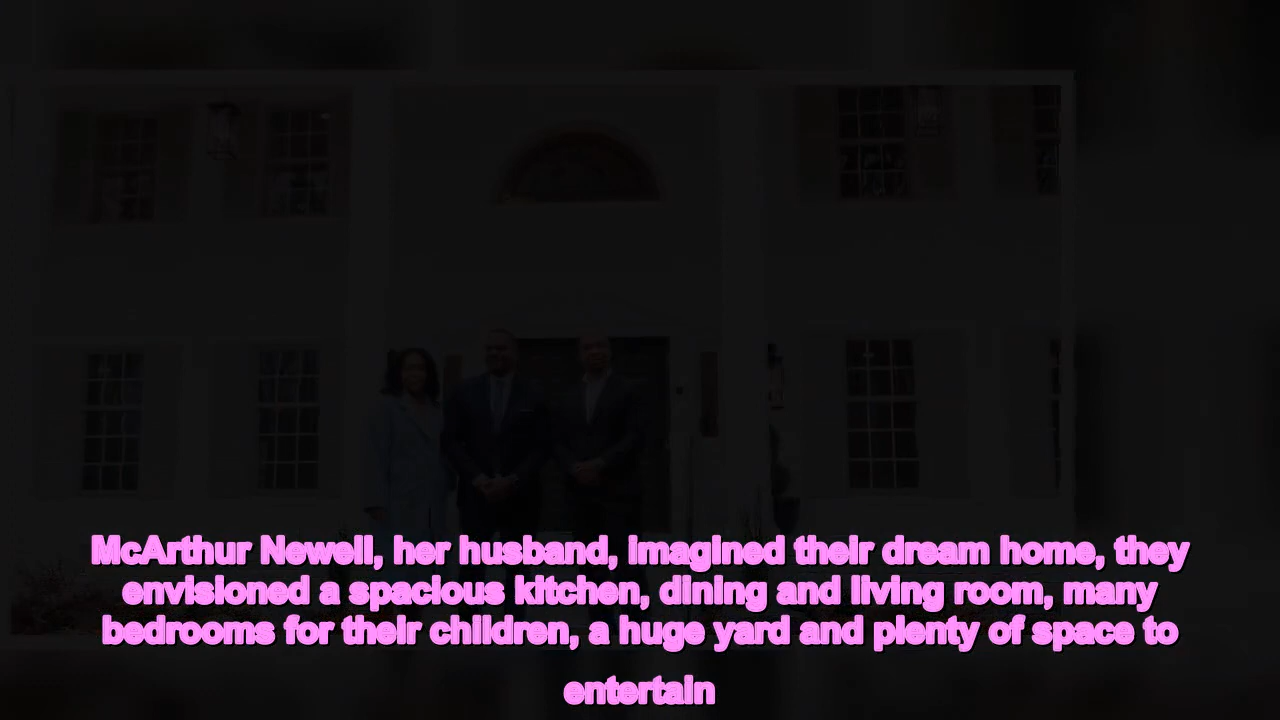 McArthur Newell, her husband, imagined their dream home, they
envisioned a spacious kitchen, dining and living room, many
bedrooms for their children, a huge yard and plenty of space to
entertain